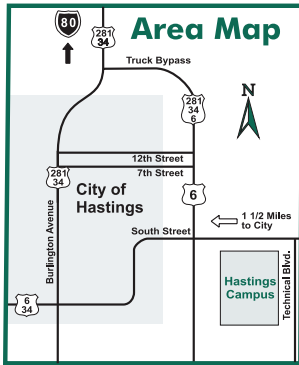 80
281
34
Area Map
Truck Bypass
281
34
6
N
12th Street
7th Street
281
34
City of
Hastings
6
Burlington Avenue
1 1/2 Miles
to City
South Street
Hastings
Campus
Technical Blvd.
6
34